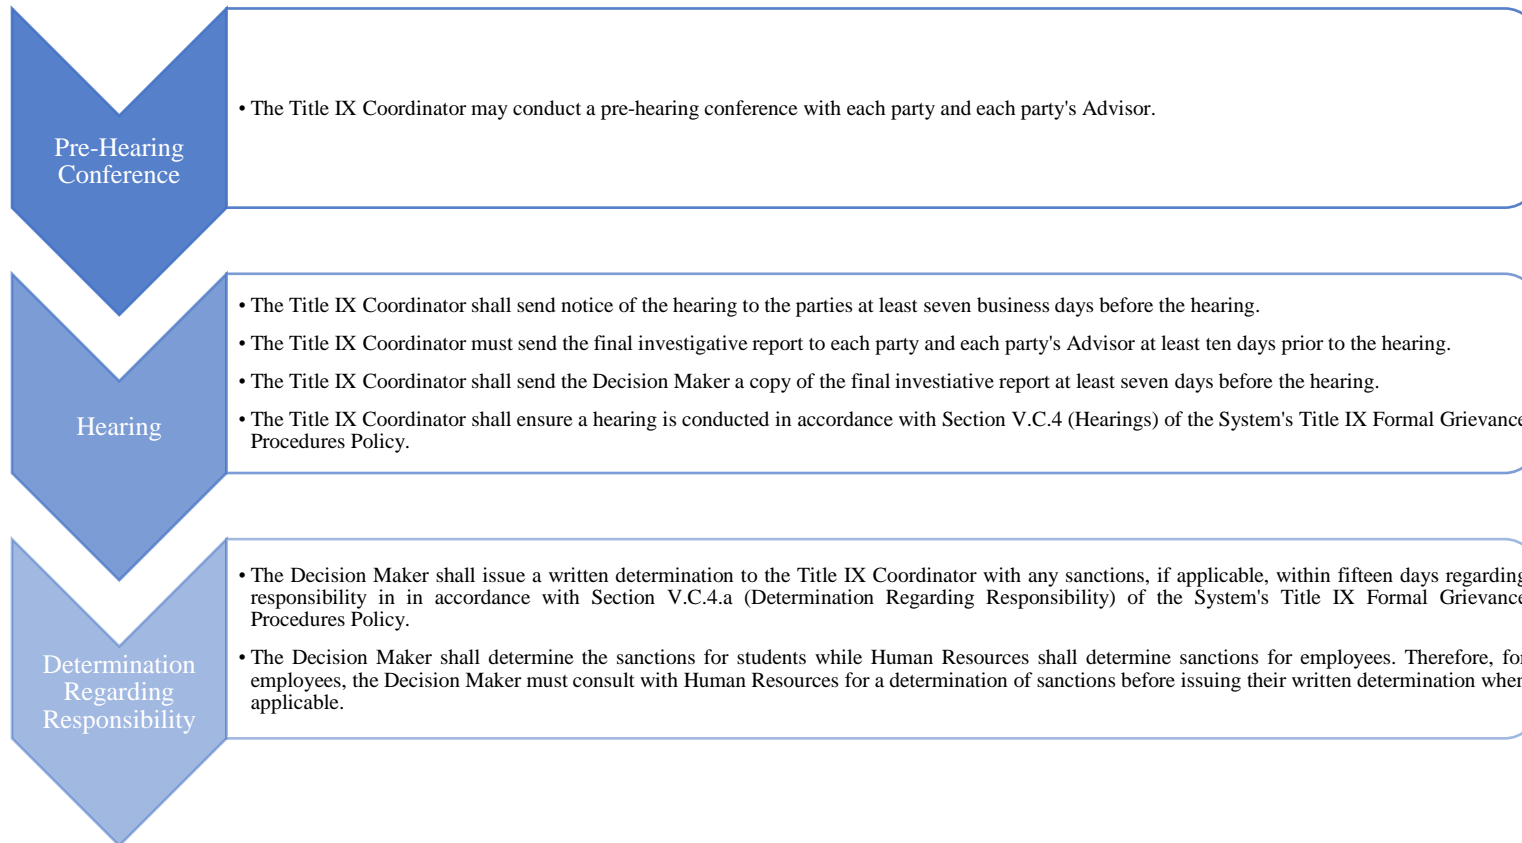 Pre-Hearing
Conference
• The Title IX Coordinator may conduct a pre-hearing conference with each party and each party's Advisor.
Hearing
• The Title IX Coordinator shall send notice of the hearing to the parties at least seven business days before the hearing.
• The Title IX Coordinator must send the final investigative report to each party and each party's Advisor at least ten days prior to the hearing.
• The Title IX Coordinator shall send the Decision Maker a copy of the final investiative report at least seven days before the hearing.
• The Title IX Coordinator shall ensure a hearing is conducted in accordance with Section V.C.4 (Hearings) of the System's Title IX Formal Grievance
Procedures Policy.
Determination
Regarding
Responsibility
• The Decision Maker shall issue a written determination to the Title IX Coordinator with any sanctions, if applicable, within fifteen days regarding
responsibility in in accordance with Section V.C.4.a (Determination Regarding Responsibility) of the System's Title IX Formal Grievance
Procedures Policy.
• The Decision Maker shall determine the sanctions for students while Human Resources shall determine sanctions for employees. Therefore, for
employees, the Decision Maker must consult with Human Resources for a determination of sanctions before issuing their written determination when
applicable.